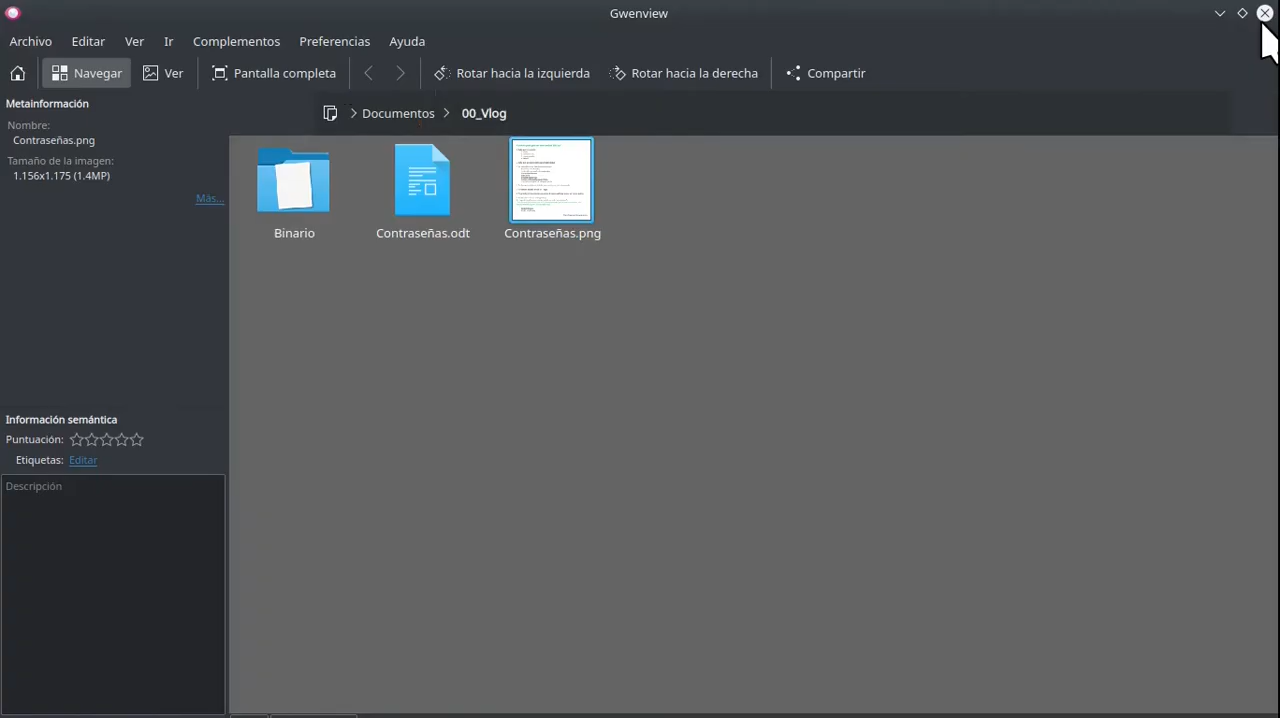 Gwenview
Archivo Editar Ver Ir Complementos Preferencias Ayuda
Navegar Ver Pantalla completa Rotar hacia la izquierda Rotar hacia la derecha Compartir
Metainformación
Nombre:
Contraseñas.png
Tamaño de la imagen:
1.156x1.175 (1.4MP)
Más...
Documentos 00_Vlog
Binario Contraseñas.odt Contraseñas.png
Información semántica
Puntuación:
Etiquetas: Editar
Descripción